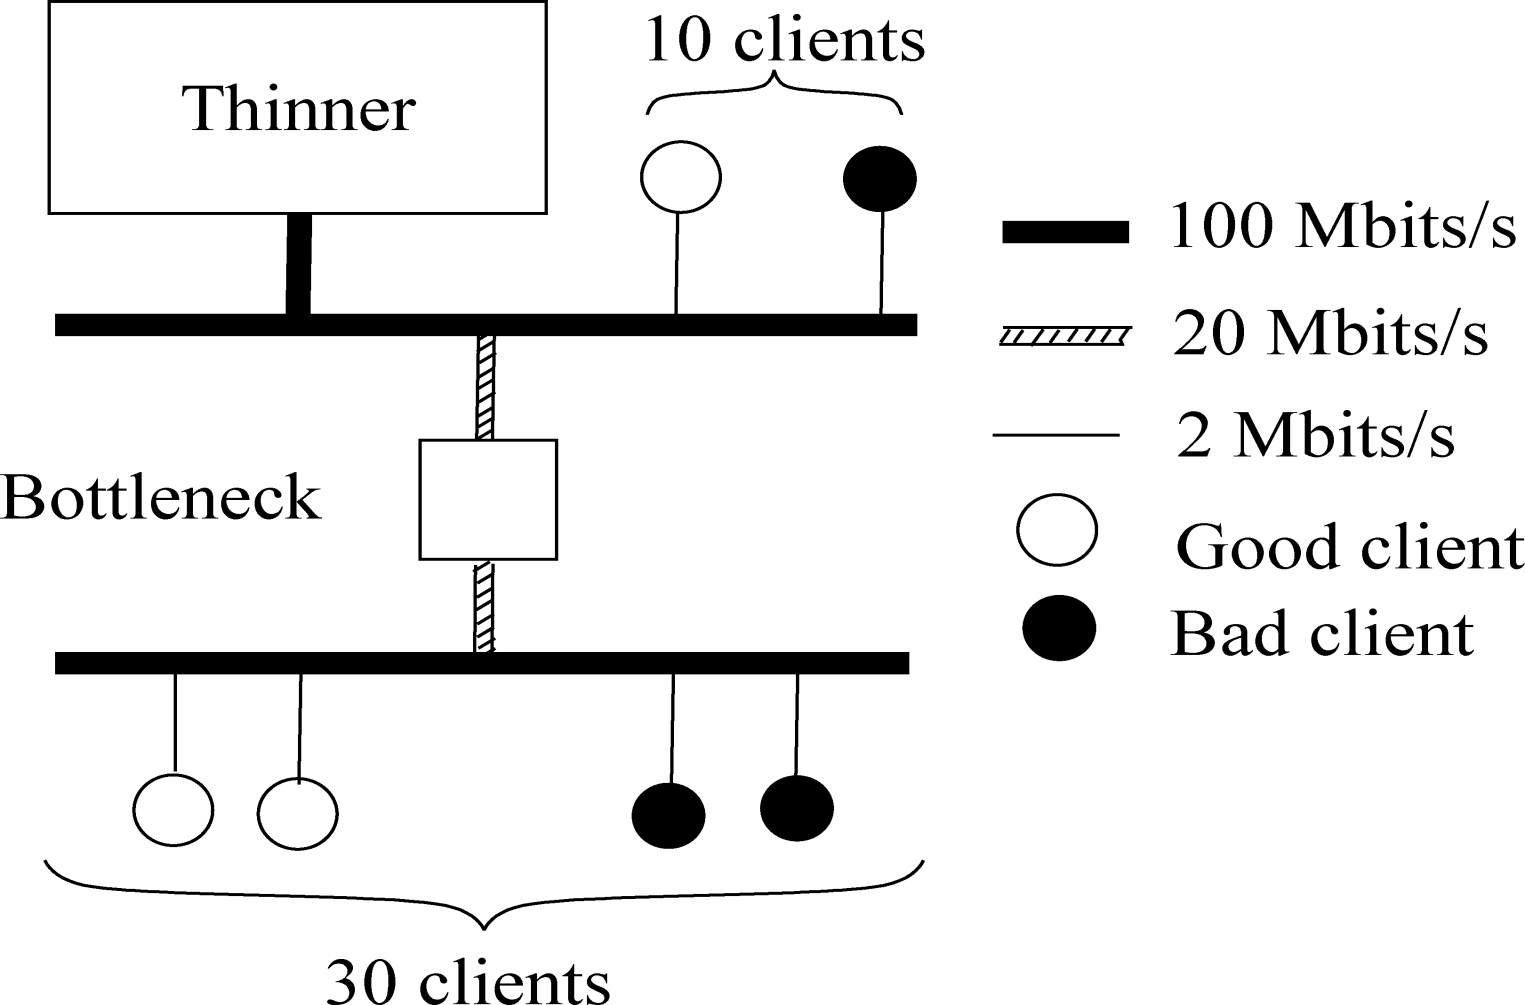 10 clients
Thinner
100 Mbits/s
20 Mbits/s
2 Mbits/s
Bottleneck
Good client
Bad client
30 clients